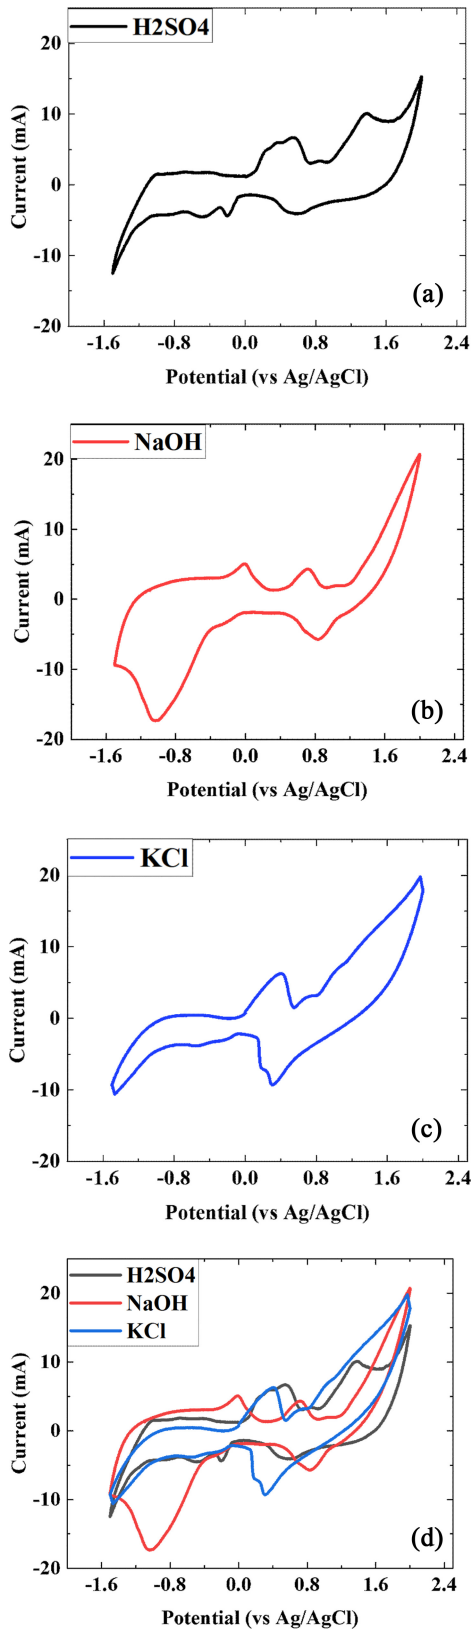 H2SO4
20
10
0
-10
-20
Current (mA)
(a)
-1.6 -0.8 0.0 0.8 1.6 2.4
Potential (vs Ag/AgCl)
NaOH
20
10
0
-10
-20
Current (mA)
(b)
-1.6 -0.8 0.0 0.8 1.6 2.4
Potential (vs Ag/AgCl)
KCl
20
10
0
-10
-20
Current (mA)
(c)
-1.6 -0.8 0.0 0.8 1.6 2.4
Potential (vs Ag/AgCl)
H2SO4
NaOH
KCl
20
10
0
-10
-20
Current (mA)
(d)
-1.6 -0.8 0.0 0.8 1.6 2.4
Potential (vs Ag/AgCl)